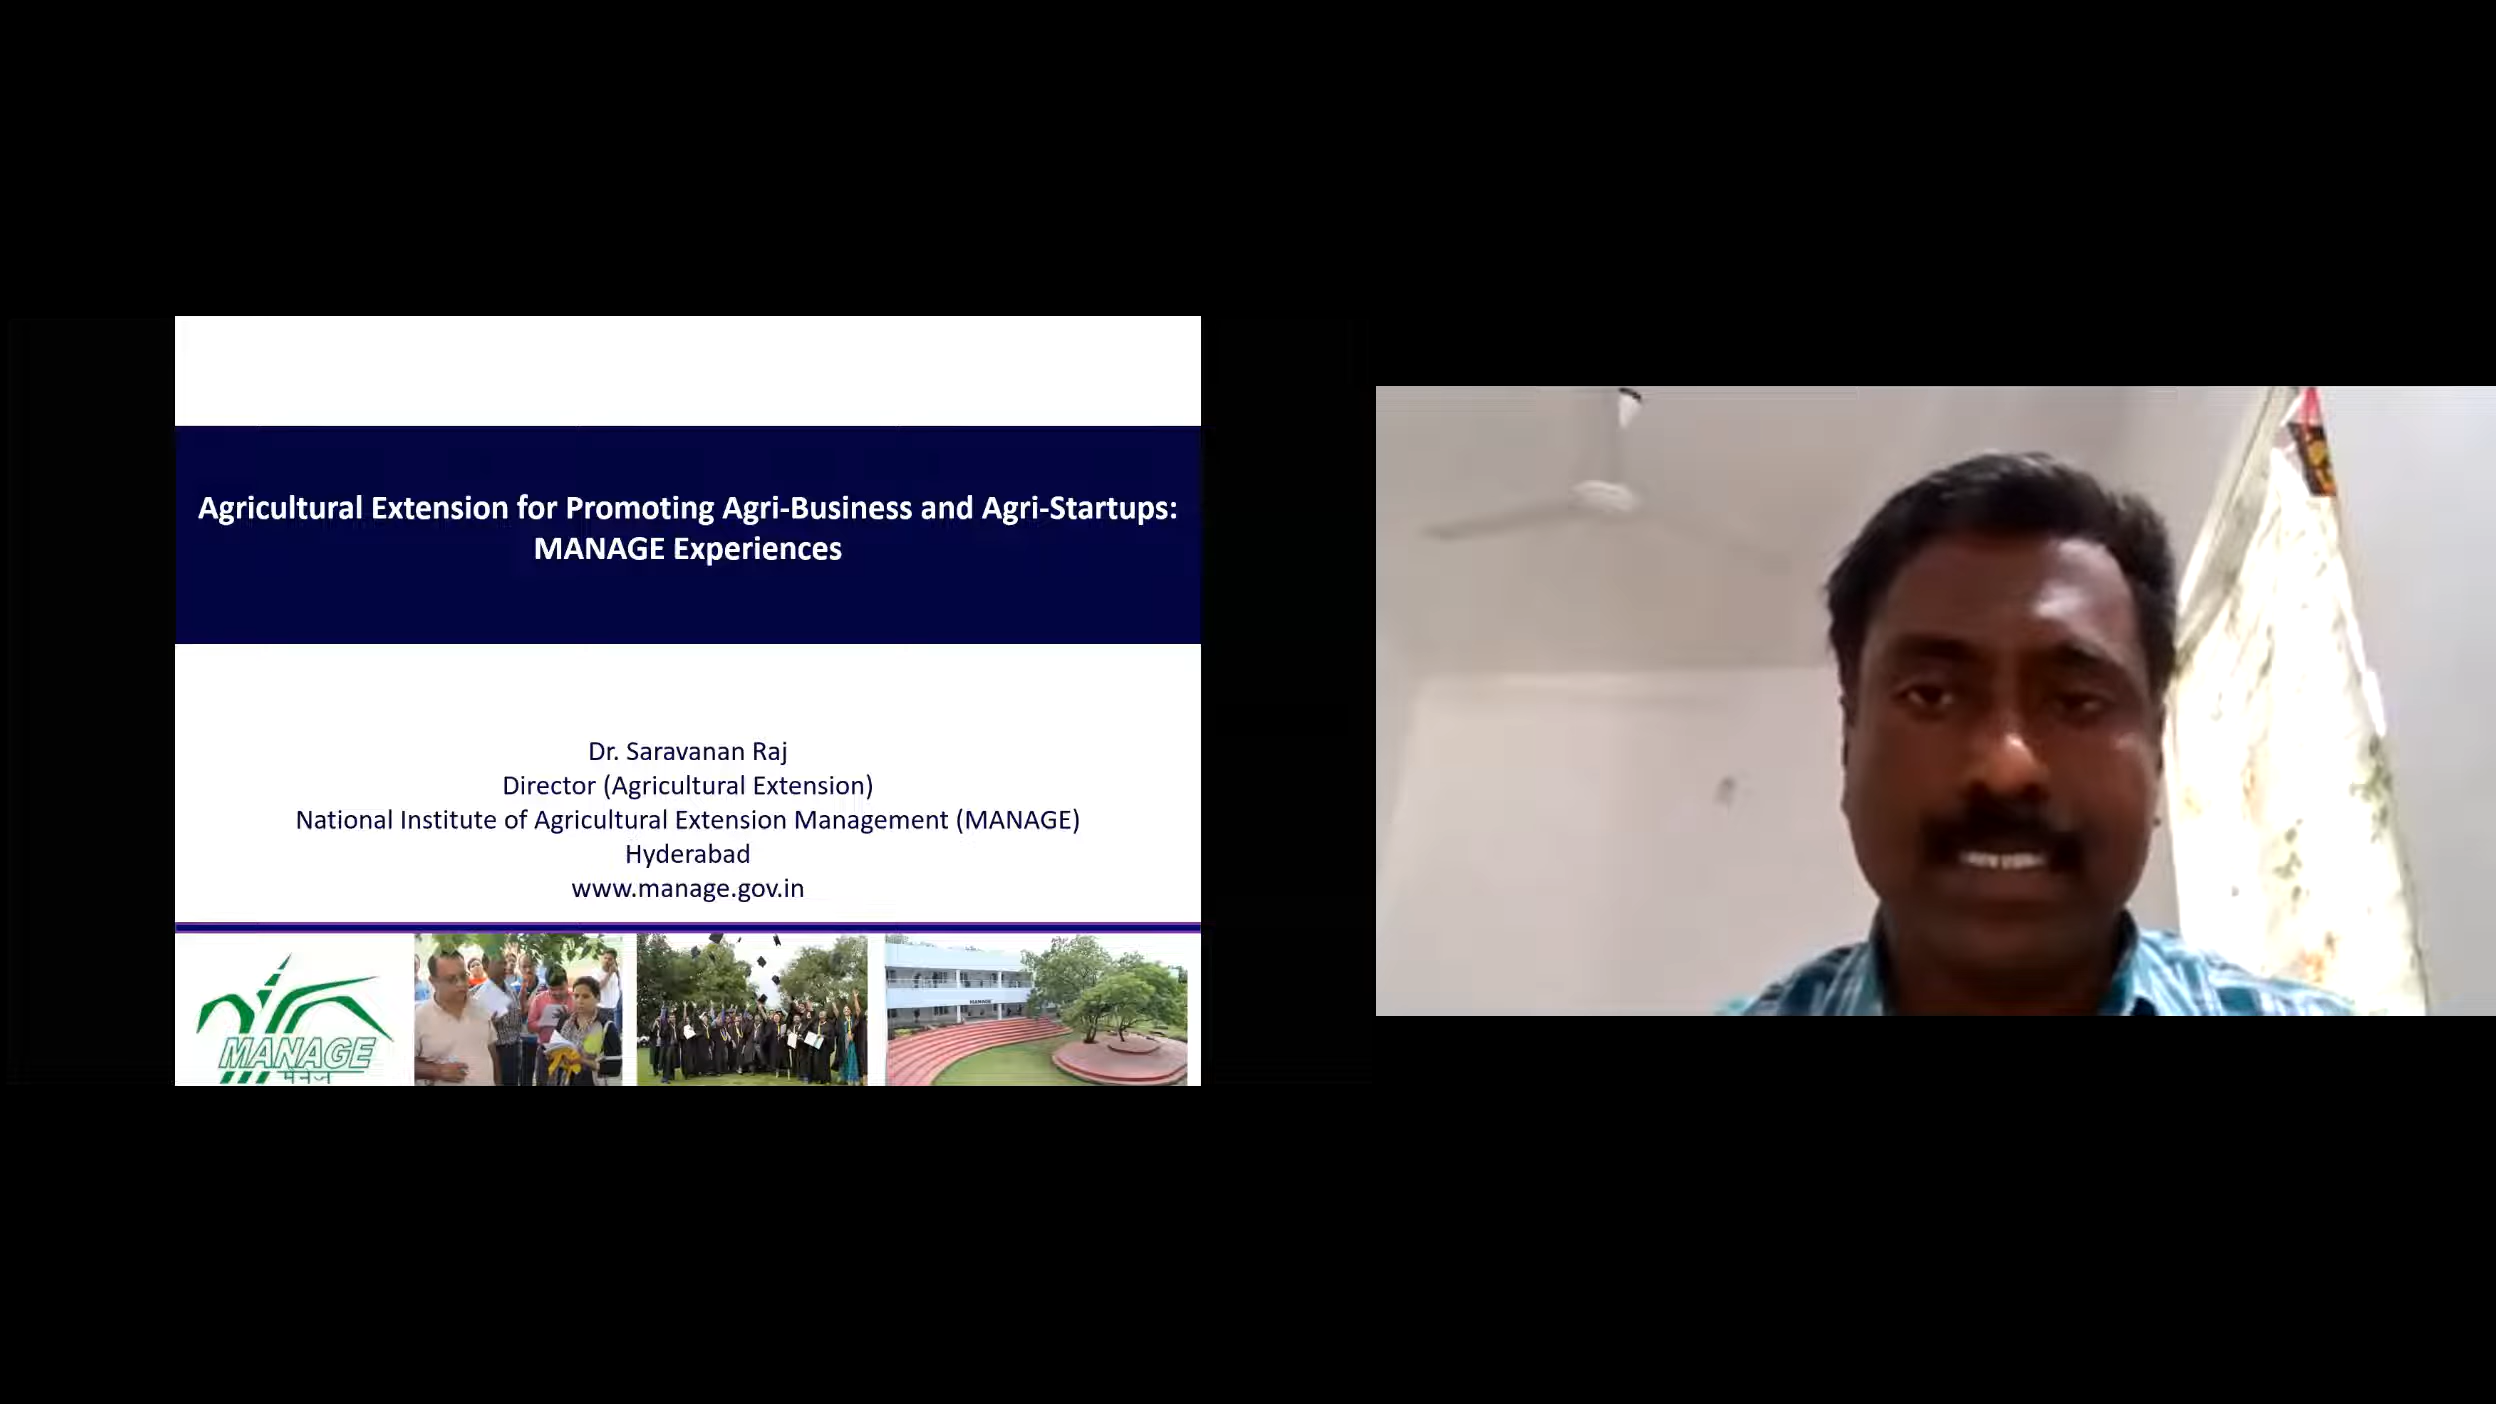 Agricultural Extension for Promoting Agri-Business and Agri-Startups:
MANAGE Experiences
Dr. Saravanan Raj
Director (Agricultural Extension)
National Institute of Agricultural Extension Management (MANAGE)
Hyderabad
www.manage.gov.in
MANAGE
MANAGE